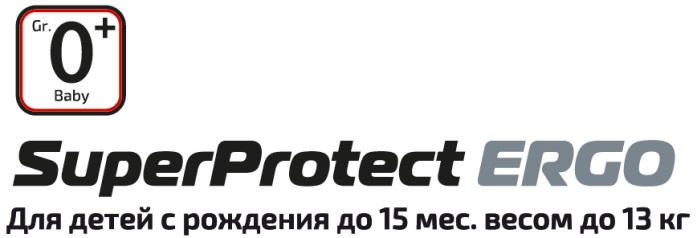 Gr.
0+
Baby
SuperProtect ERGO
Для детей с рождения до 15 мес. весом до 13 кг